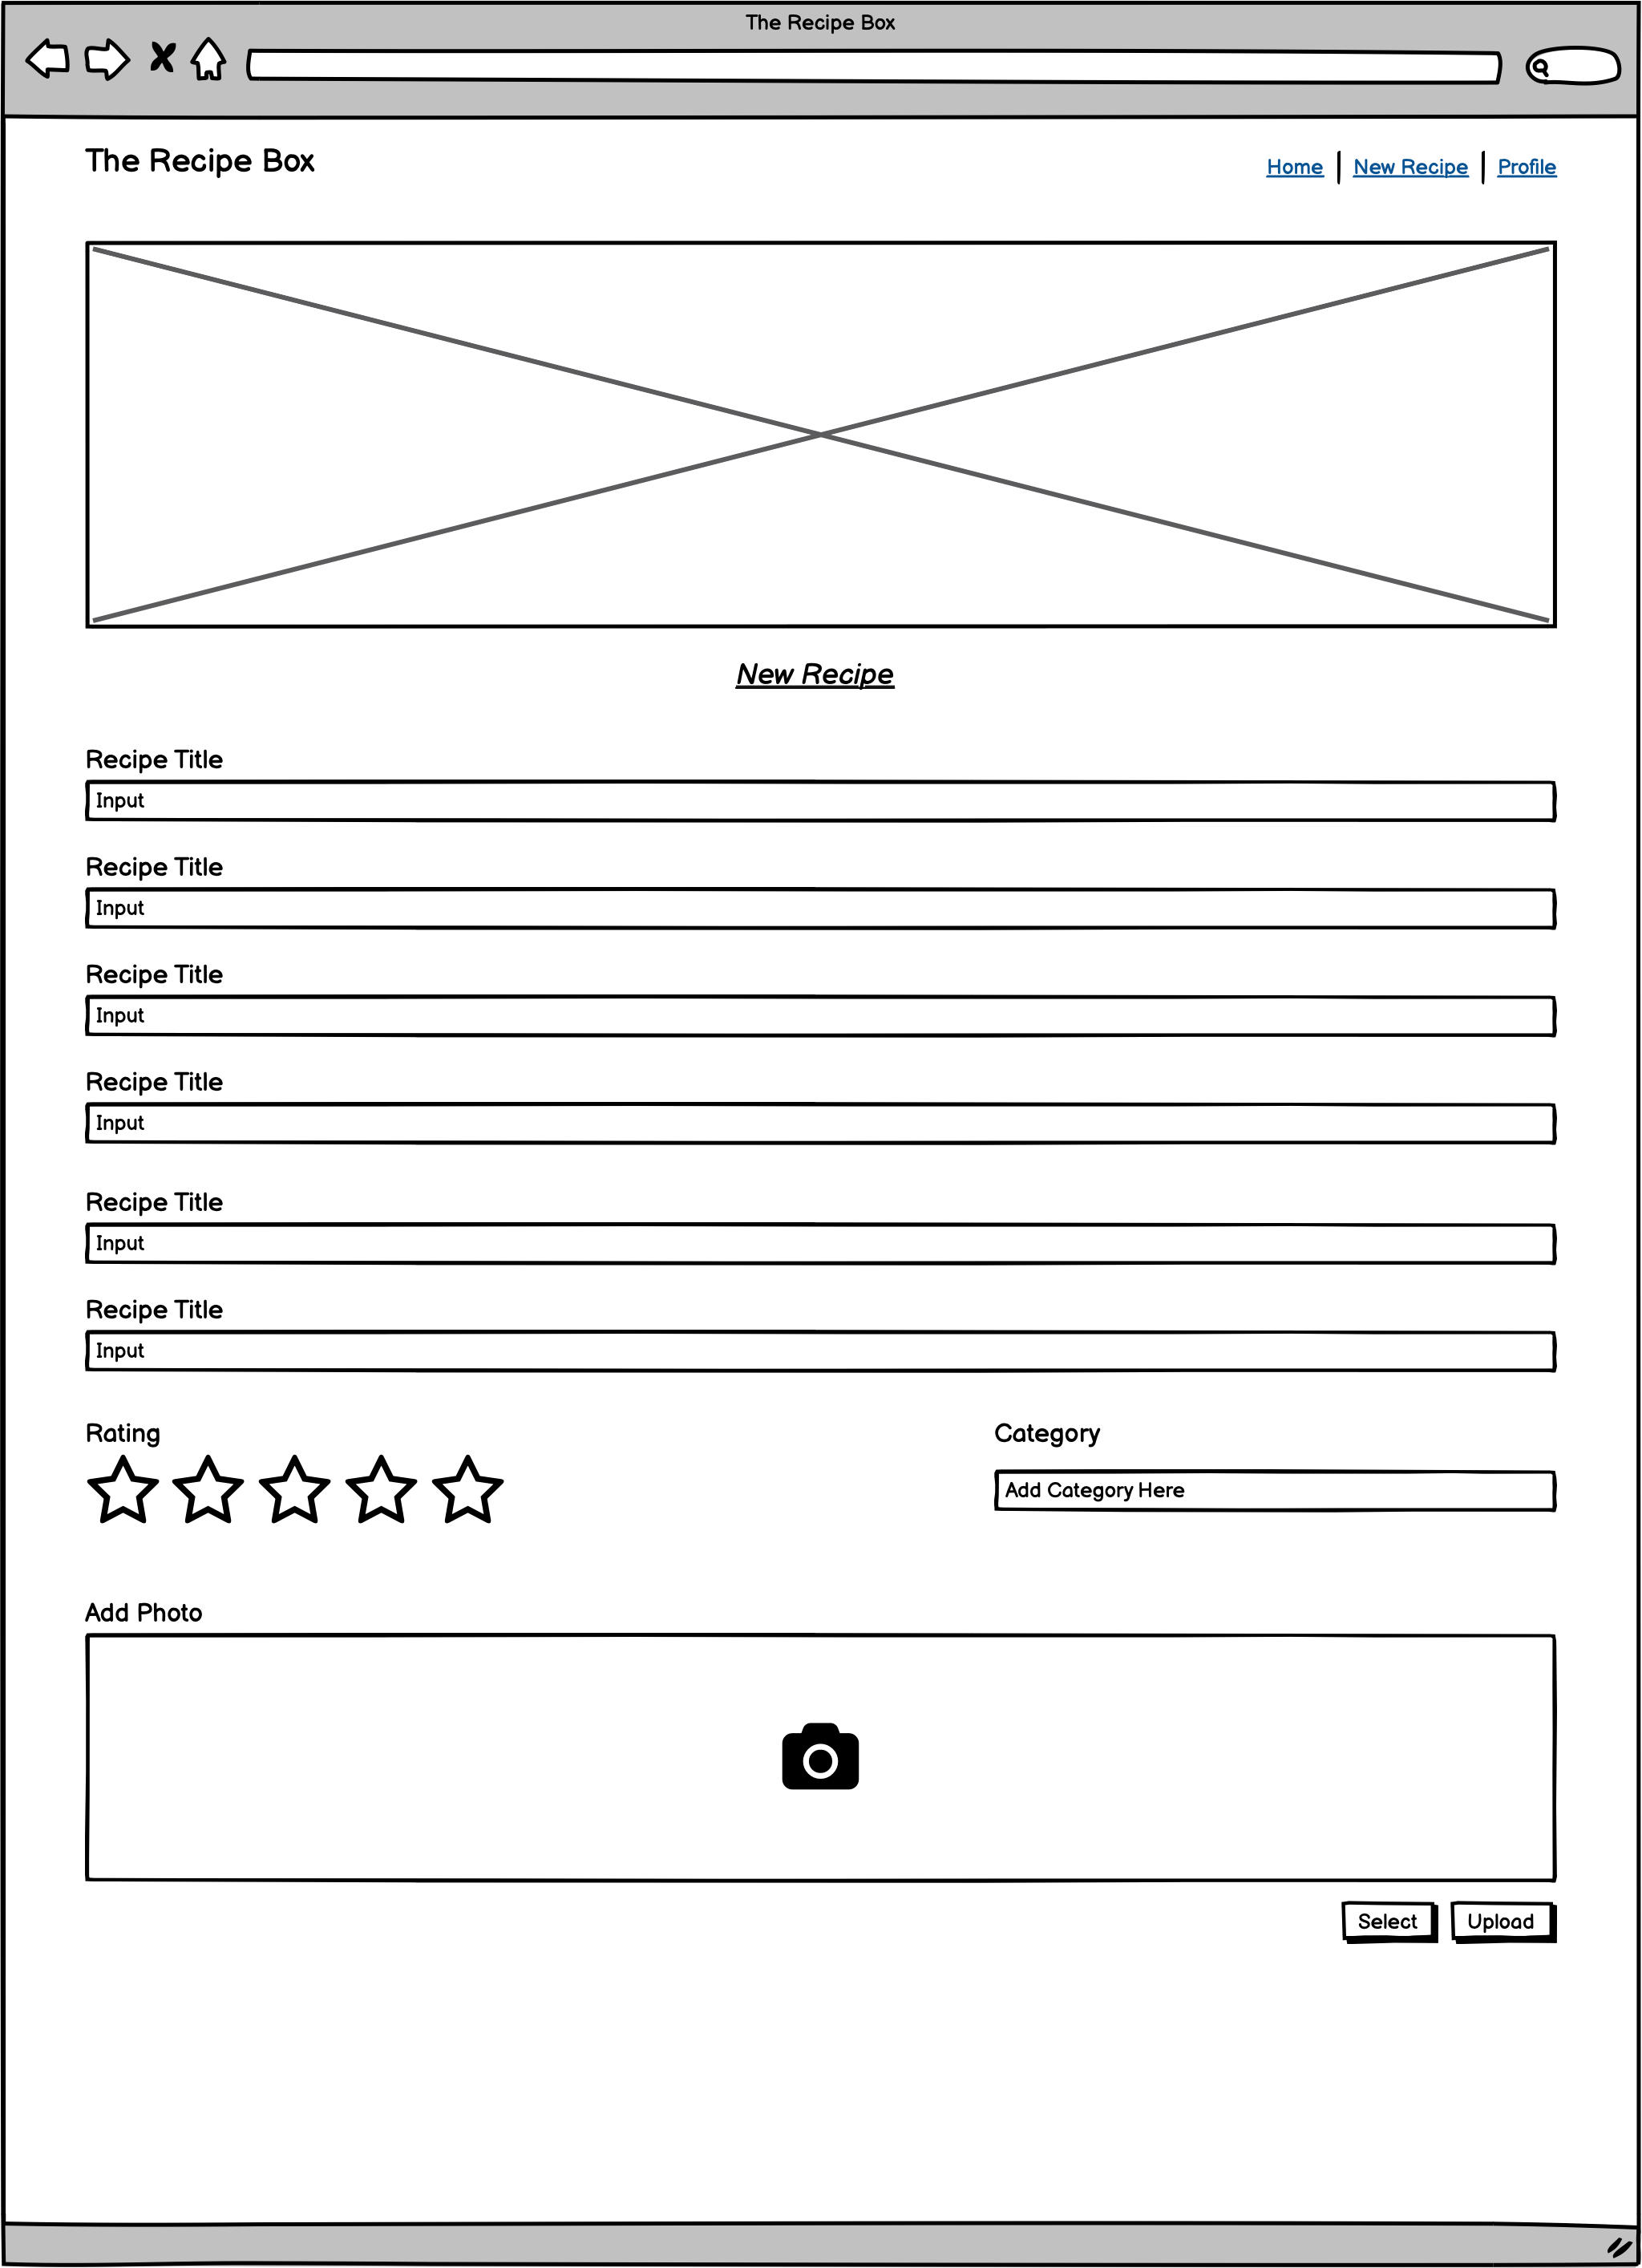 The Recipe Box
The Recipe Box
Home New Recipe Profile
New Recipe
Recipe Title
Input
Recipe Title
Input
Recipe Title
Input
Recipe Title
Input
Recipe Title
Input
Recipe Title
Input
Rating
Category
Add Category Here
Add Photo
Select Upload